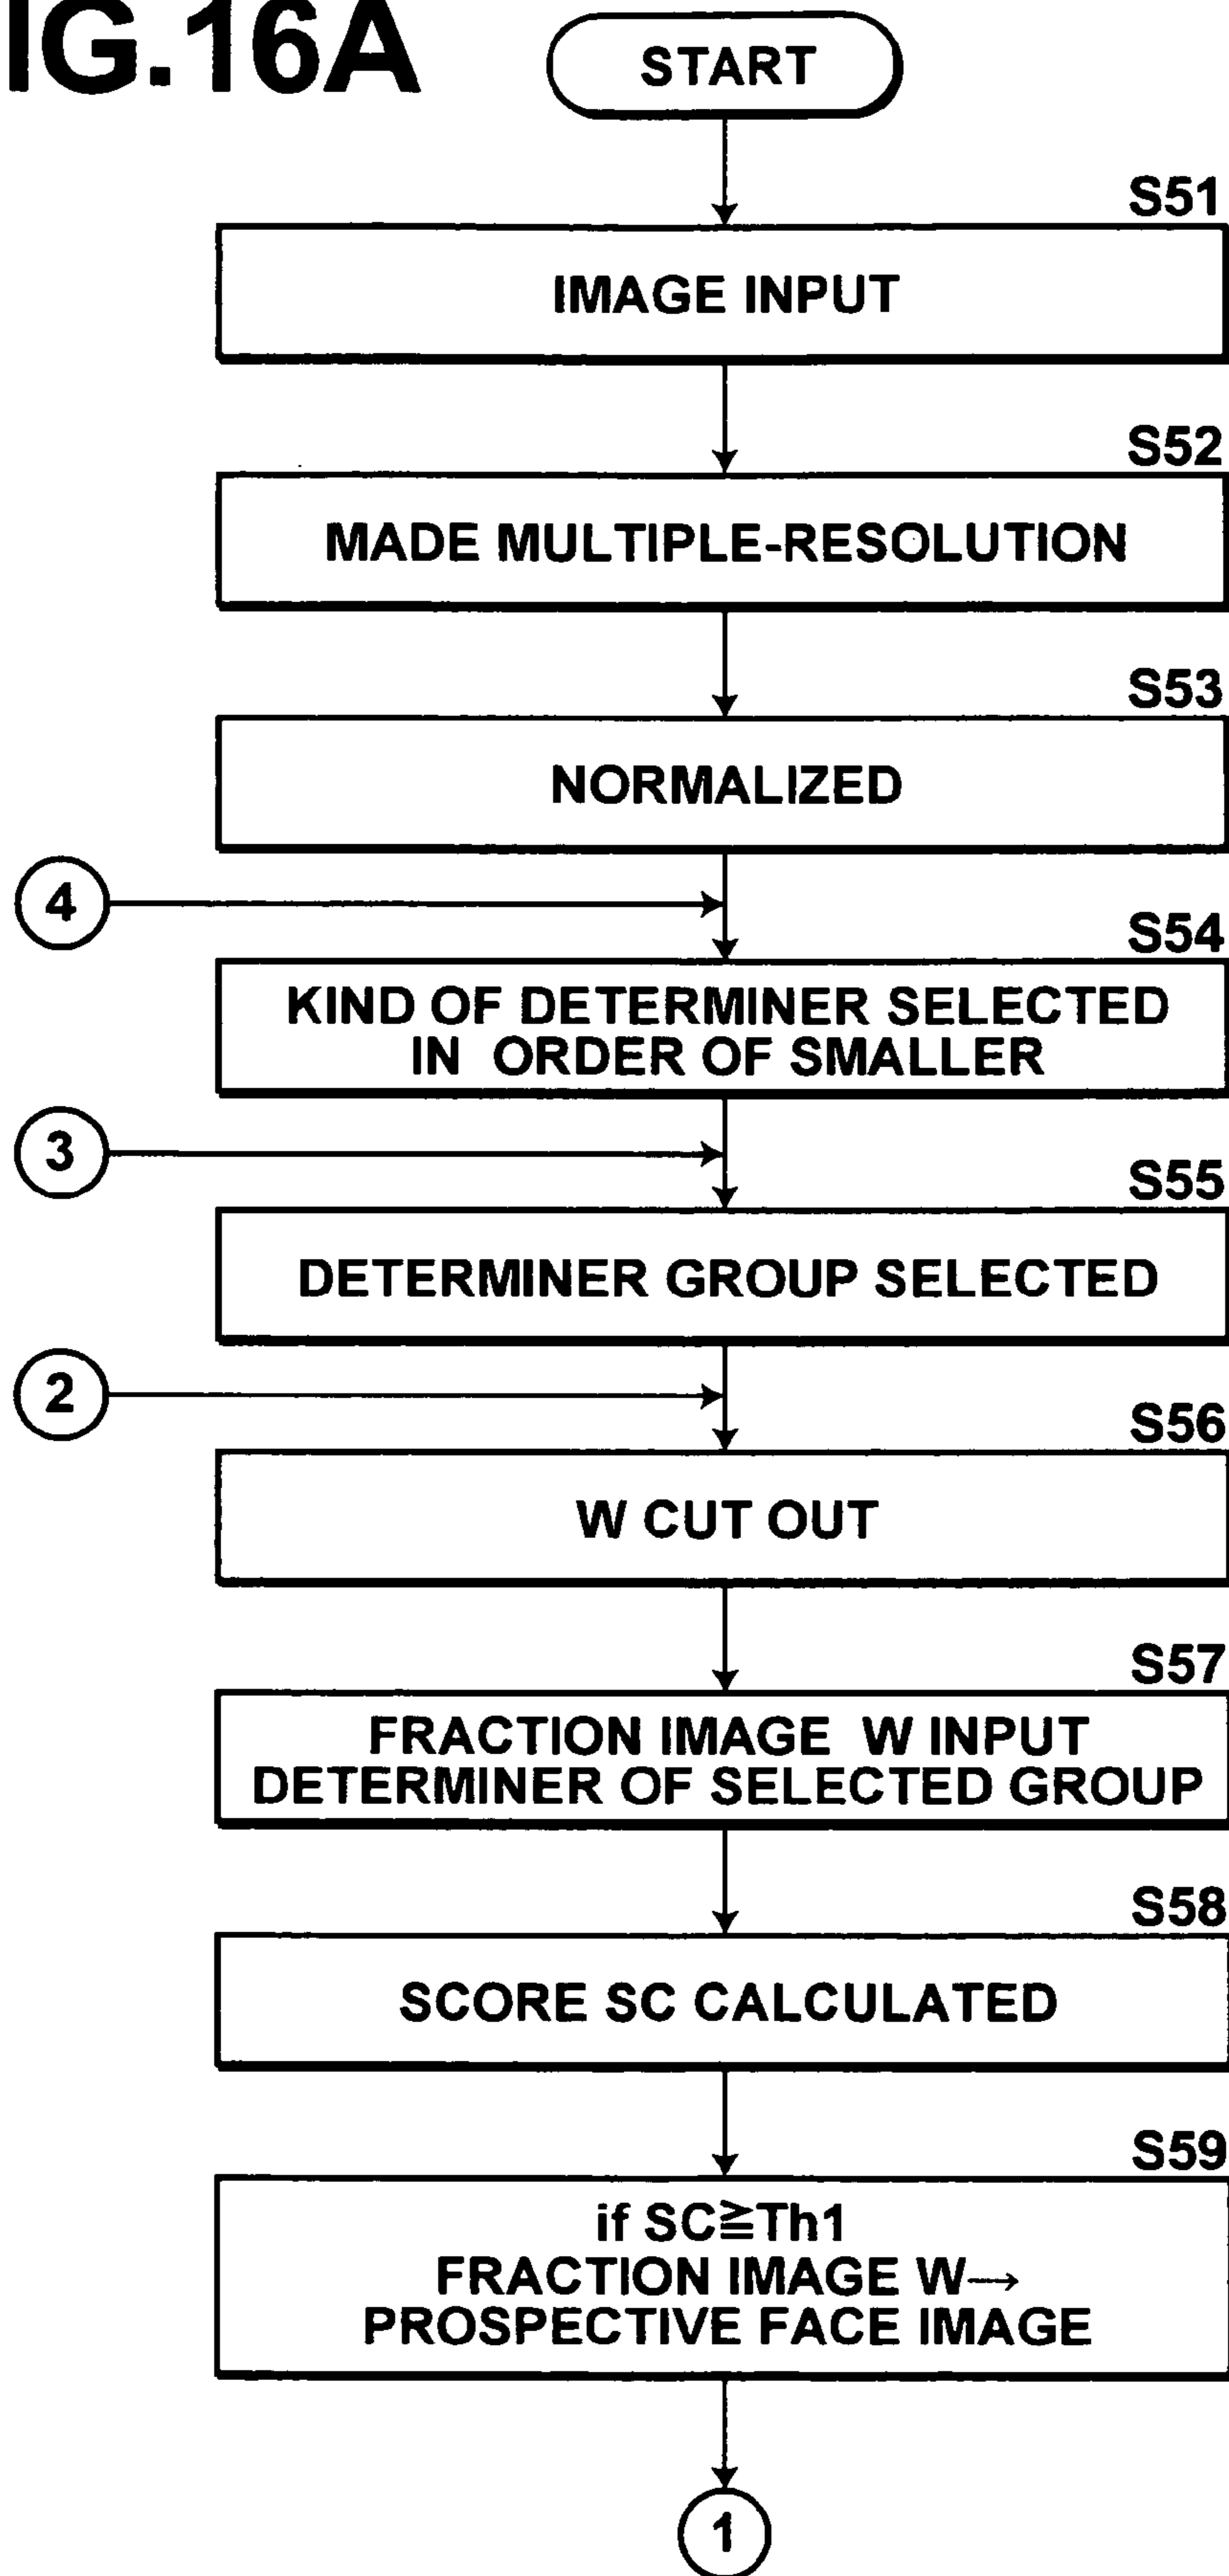 IG.16A
START
S51
IMAGE INPUT
S52
MADE MULTIPLE-RESOLUTION
S53
NORMALIZED
4
S54
KIND OF DETERMINER SELECTED
IN ORDER OF SMALLER
3
S55
DETERMINER GROUP SELECTED
2
S56
W CUT OUT
S57
FRACTION IMAGE W INPUT
DETERMINER OF SELECTED GROUP
S58
SCORE SC CALCULATED
S59
if SC≧Th1
FRACTION IMAGE W→
PROSPECTIVE FACE IMAGE
1